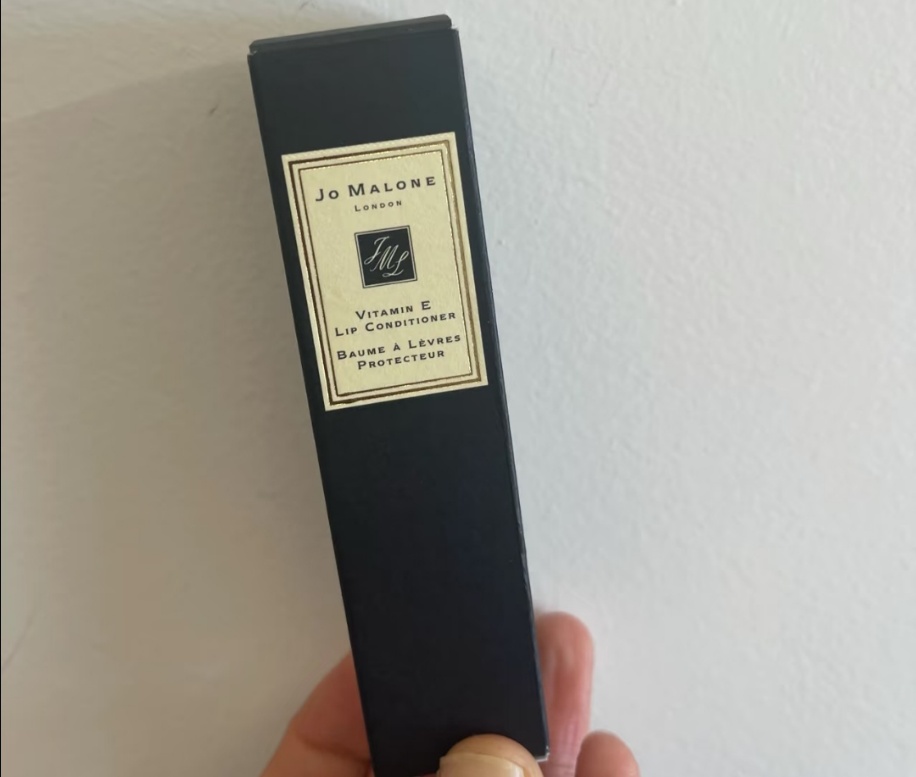 Jo Malone
London
JML
Vitamin E
Lip Conditioner
Baume à Lèvres
Protecteur